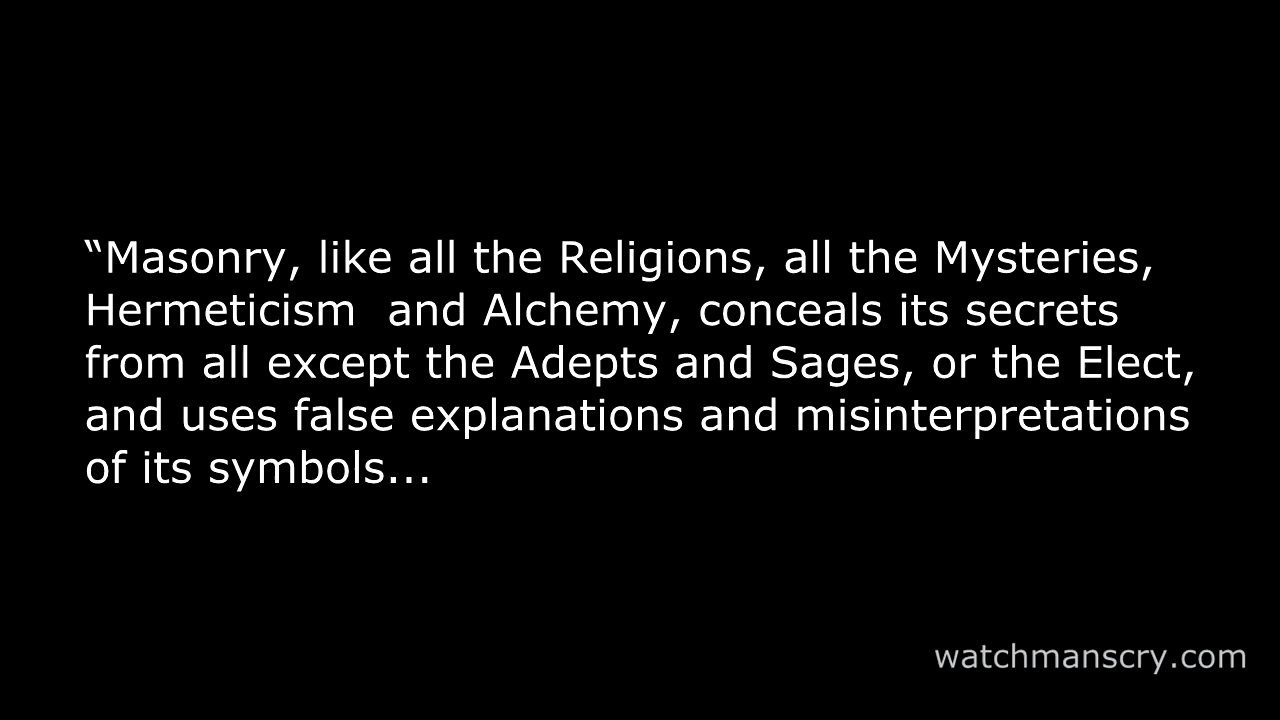 “Masonry, like all the Religions, all the Mysteries,
Hermeticism  and Alchemy, conceals its secrets
from all except the Adepts and Sages, or the Elect,
and uses false explanations and misinterpretations
of its symbols...
watchmanscry.com